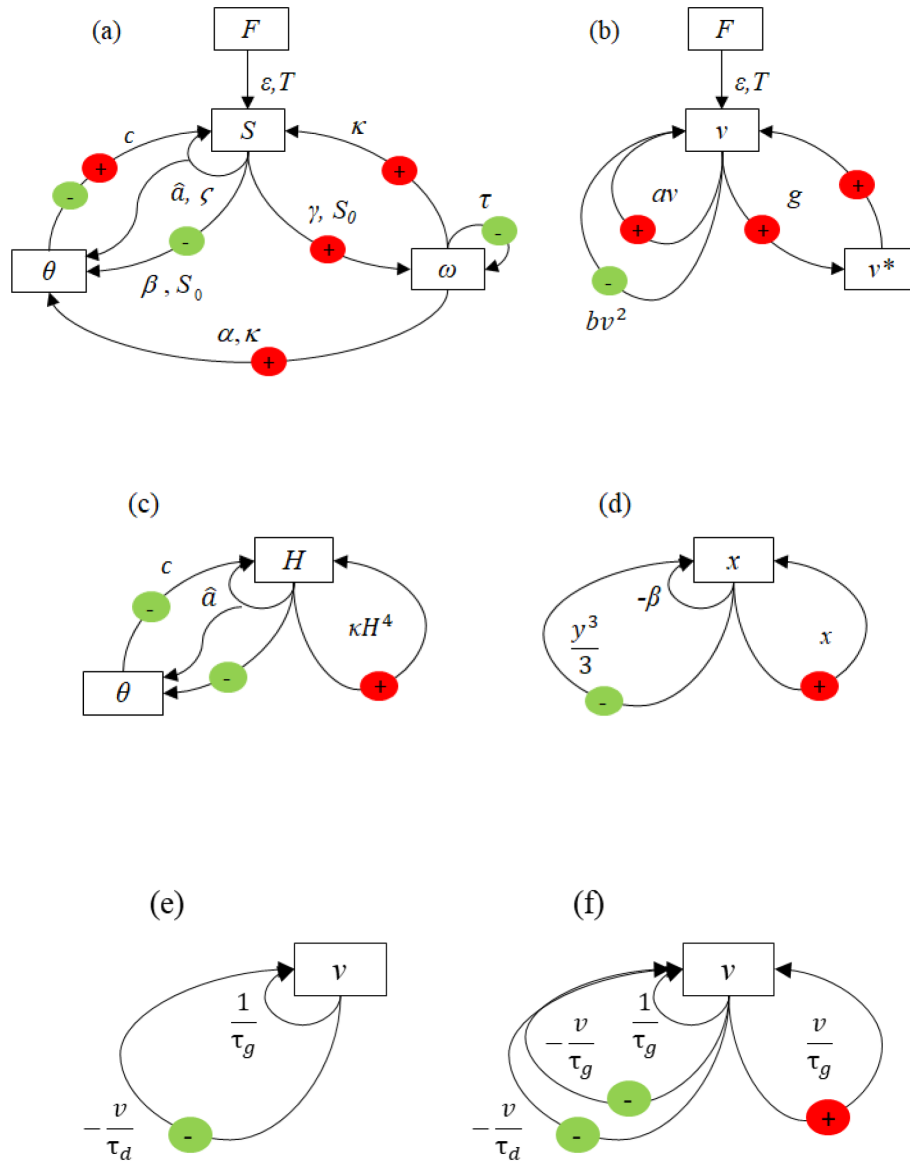 (a)
F
ε,T
S
c
κ
+
-
+
â, ς
γ, S₀
τ
-
-
+
θ
ω
β , S₀
α, κ
+
(b)
F
ε,T
v
av
g
+
+
+
v*
-
bv²
(c)
H
c
-
â
κH⁴
θ
-
+
(d)
x
-β
y³/3
x
-
+
(e)
v
1/τg
-v/τd
-
(f)
v
-v/τg
1/τg
v/τg
-
-v/τd
-
+